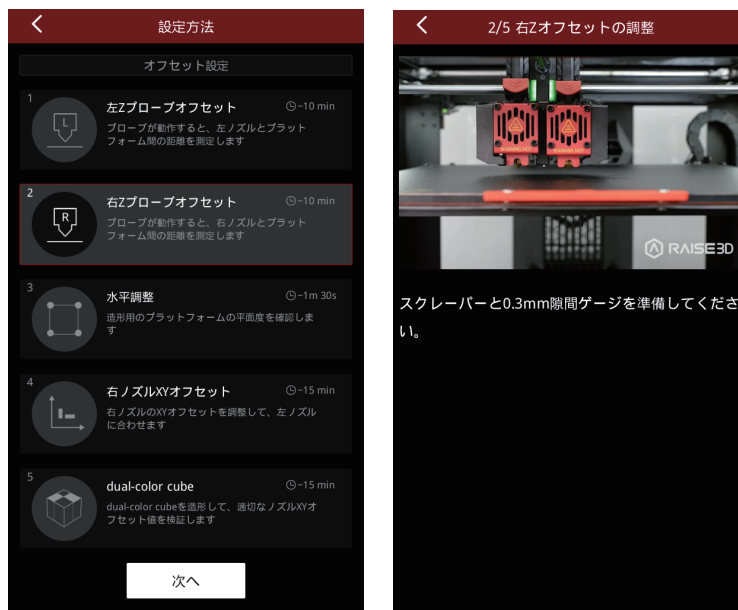 設定方法
オフセット設定
1
L
左Zプローブオフセット
~10 min
プローブが動作すると、左ノズルとプラット
フォーム間の距離を測定します
2
R
右Zプローブオフセット
~10 min
プローブが動作すると、右ノズルとプラット
フォーム間の距離を測定します
3
水平調整
~1m 30s
造形用のプラットフォームの平面度を確認しま
す
4
右ノズルXYオフセット
~15 min
右ノズルのXYオフセットを調整して、左ノズル
に合わせます
5
dual-color cube
~15 min
dual-color cubeを造形して、適切なノズルXYオ
フセット値を検証します
次へ
2/5 右Zオフセットの調整
WARNING HOT
WARNING HOT
RAISE3D
スクレーパーと0.3mm隙間ゲージを準備してくださ
い。